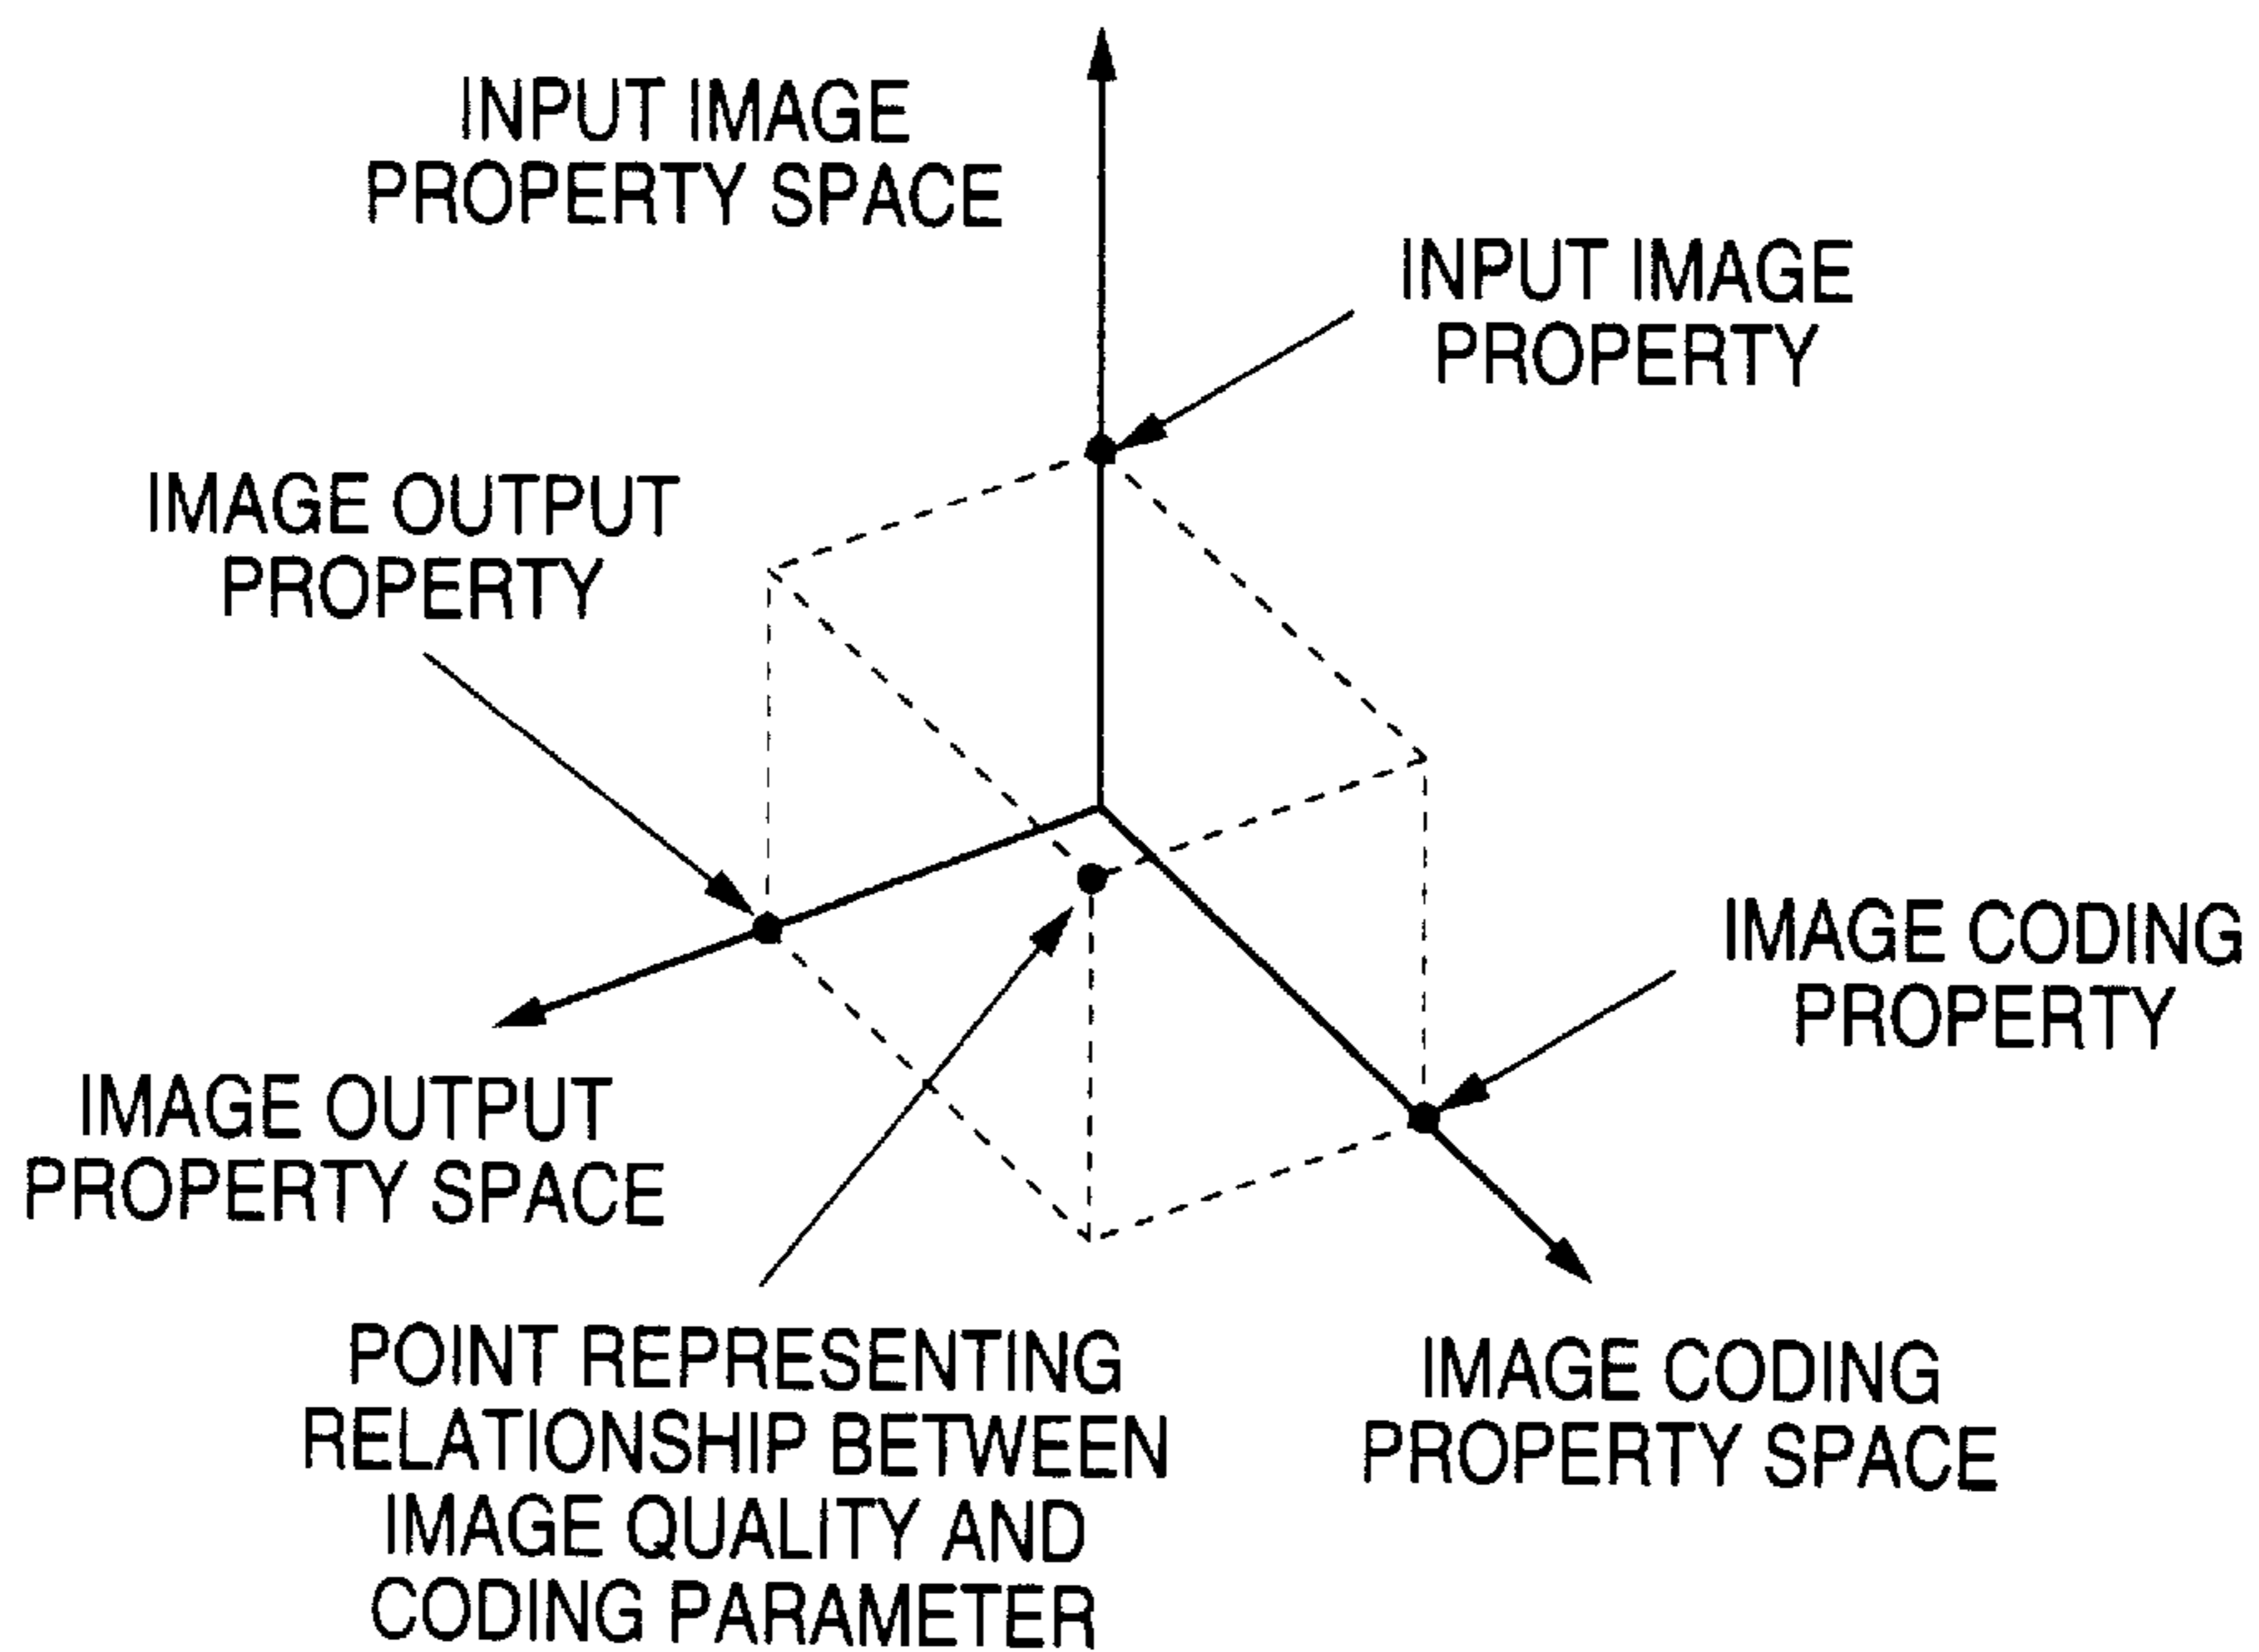 INPUT IMAGE
PROPERTY SPACE
INPUT IMAGE
PROPERTY
IMAGE OUTPUT
PROPERTY
IMAGE CODING
PROPERTY
IMAGE OUTPUT
PROPERTY SPACE
POINT REPRESENTING
RELATIONSHIP BETWEEN
IMAGE QUALITY AND
CODING PARAMETER
IMAGE CODING
PROPERTY SPACE